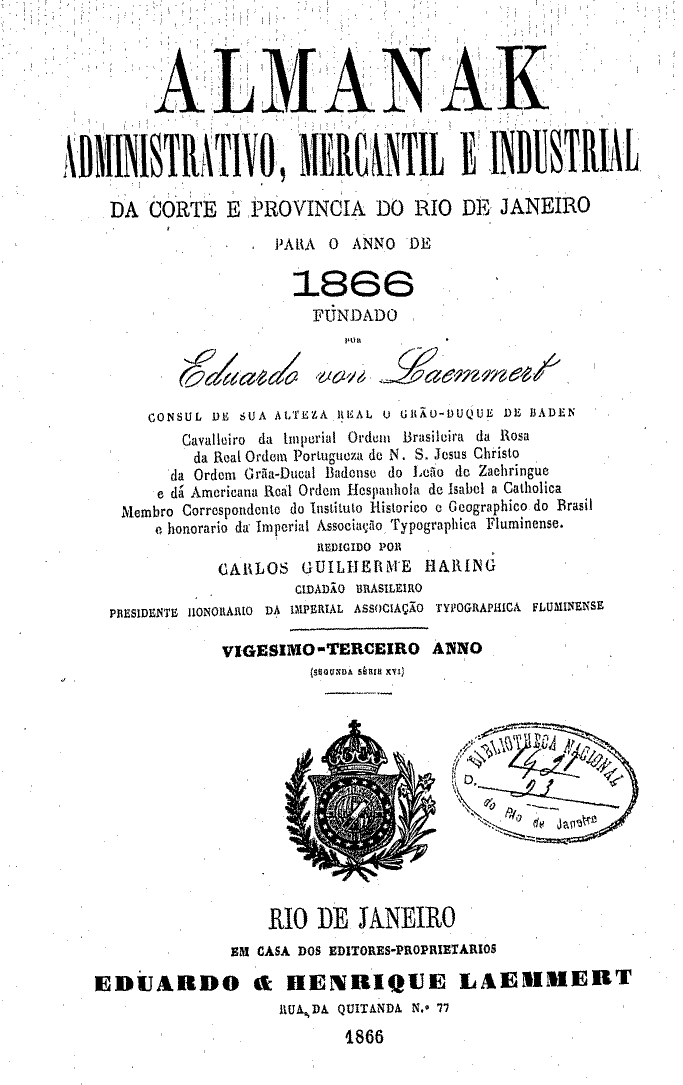 ALMANAK
ADMINISTRATIVO, MERCANTIL E INDUSTRIAL
DA CORTE E PROVINCIA DO RIO DE JANEIRO
PARA O ANNO DE
1866
FUNDADO
POR
Eduardo von Laemmert
CONSUL DE SUA ALTEZA REAL O GRÃO-DUQUE DE BADEN
Cavalleiro da Imperial Ordem Brasileira da Rosa
da Real Ordem Portugueza de N. S. Jesus Christo
da Ordem Grãa-Ducal Badense do Leão de Zaehringue
e dá Americana Real Ordem Hespanhola de Isabel a Catholica
Membro Correspondente do Instituto Historico e Geographico do Brasil
e honorario da Imperial Associação Typographica Fluminense.
REDIGIDO POR
CARLOS GUILHERME HARING
CIDADÃO BRASILEIRO
PRESIDENTE HONORARIO DA IMPERIAL ASSOCIAÇÃO TYPOGRAPHICA FLUMINENSE
VIGESIMO-TERCEIRO ANNO
(SEGUNDA SÉRIE XVI)
BIBLIOTHECA NACIONAL
D.
23
do Rio de Janeiro
RIO DE JANEIRO
EM CASA DOS EDITORES-PROPRIETARIOS
EDUARDO & HENRIQUE LAEMMERT
RUA DA QUITANDA N.º 77
1866